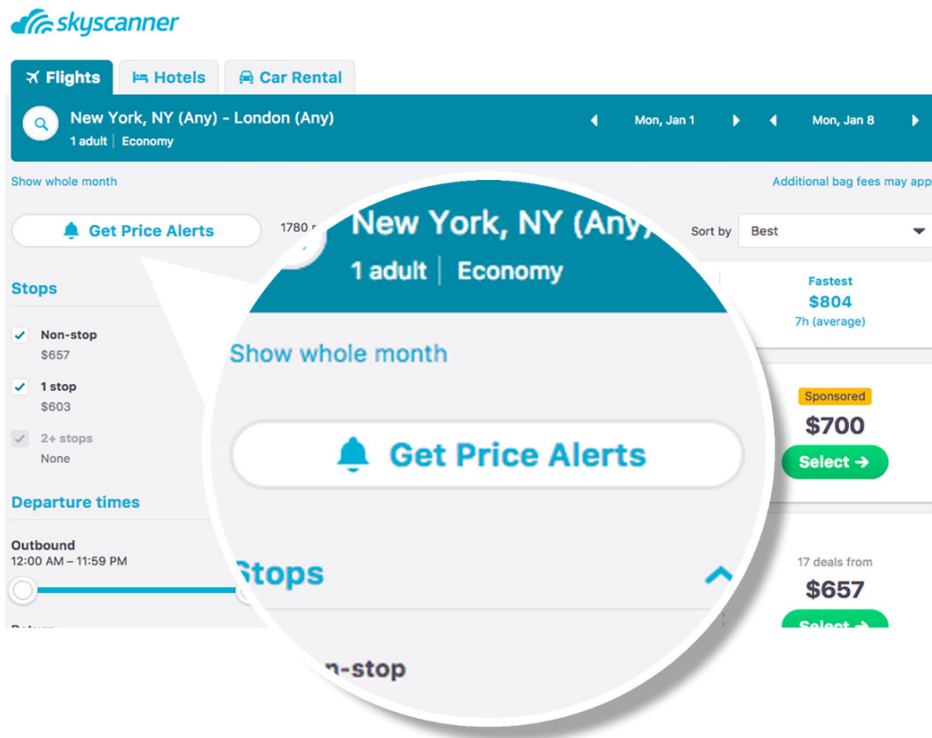 skyscanner
Flights
Hotels
Car Rental
New York, NY (Any) - London (Any)
1 adult | Economy
Mon, Jan 1
Mon, Jan 8
Show whole month
Additional bag fees may app
Get Price Alerts
1780
Sort by
Best
Stops
Non-stop
$657
1 stop
$603
2+ stops
None
Departure times
Outbound
12:00 AM – 11:59 PM
New York, NY (Any)
1 adult | Economy
Show whole month
Get Price Alerts
Stops
n-stop
Fastest
$804
7h (average)
Sponsored
$700
Select →
17 deals from
$657
Select →